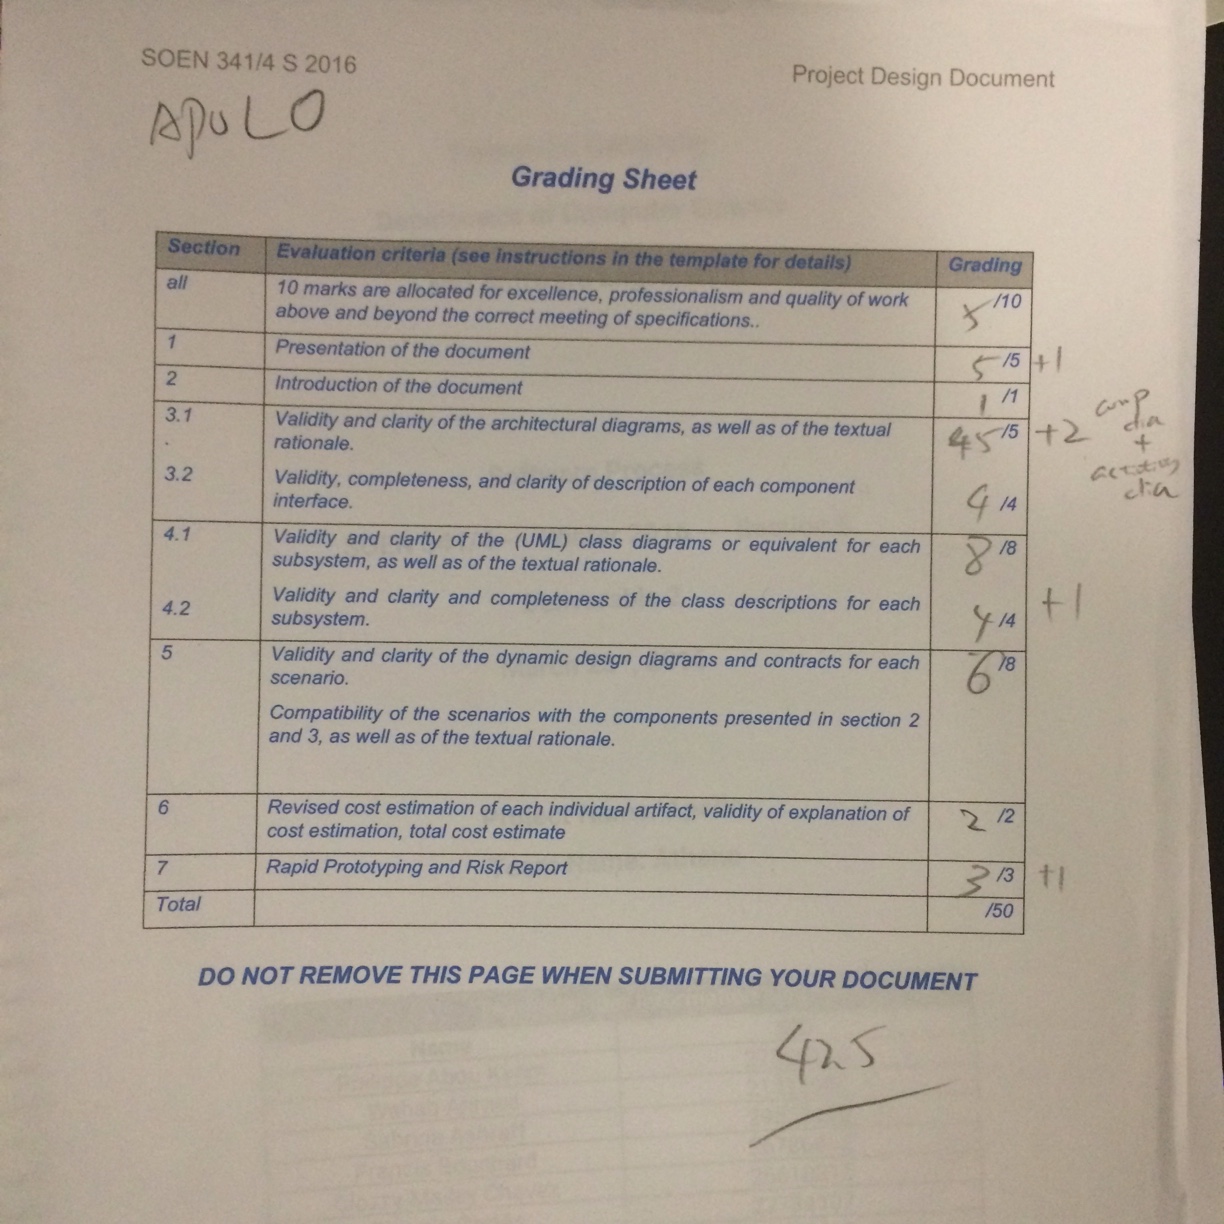 SOEN 341/4 S 2016
Project Design Document
APULO
Grading Sheet
Section Evaluation criteria (see instructions in the template for details) Grading
all 10 marks are allocated for excellence, professionalism and quality of work /10
above and beyond the correct meeting of specifications.. 5
1 Presentation of the document 5 /5 +1
2 Introduction of the document 1 /1
3.1 Validity and clarity of the architectural diagrams, as well as of the textual 45 /5 +2 comp
rationale. dia
+
activity
dia
3.2 Validity, completeness, and clarity of description of each component
interface. 4 /4
4.1 Validity and clarity of the (UML) class diagrams or equivalent for each 8 /8
subsystem, as well as of the textual rationale.
4.2 Validity and clarity and completeness of the class descriptions for each +1
subsystem. 4 /4
5 Validity and clarity of the dynamic design diagrams and contracts for each 6 /8
scenario.
Compatibility of the scenarios with the components presented in section 2
and 3, as well as of the textual rationale.
6 Revised cost estimation of each individual artifact, validity of explanation of 2 /2
cost estimation, total cost estimate
7 Rapid Prototyping and Risk Report 3 /3 +1
Total /50
DO NOT REMOVE THIS PAGE WHEN SUBMITTING YOUR DOCUMENT
42.5